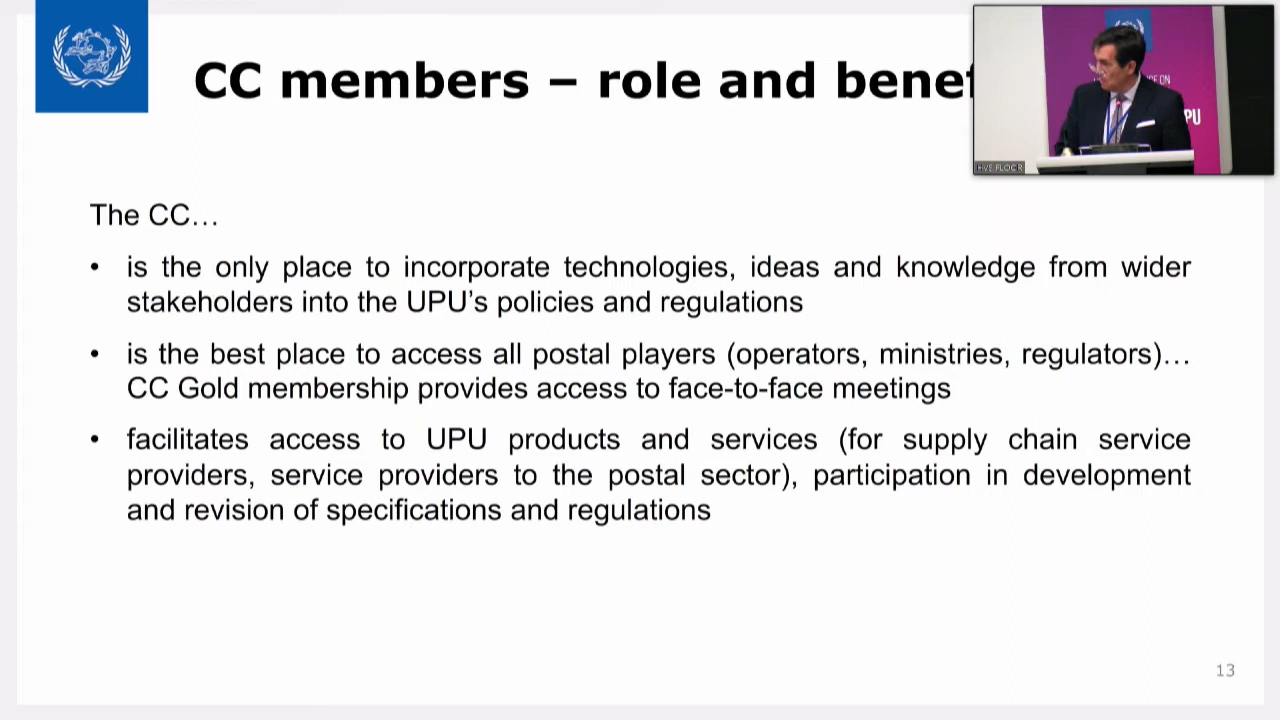 CC members – role and benef
The CC…
• is the only place to incorporate technologies, ideas and knowledge from wider
stakeholders into the UPU’s policies and regulations
• is the best place to access all postal players (operators, ministries, regulators)…
CC Gold membership provides access to face-to-face meetings
• facilitates access to UPU products and services (for supply chain service
providers, service providers to the postal sector), participation in development
and revision of specifications and regulations
13
CE ON
PU
FLOOR